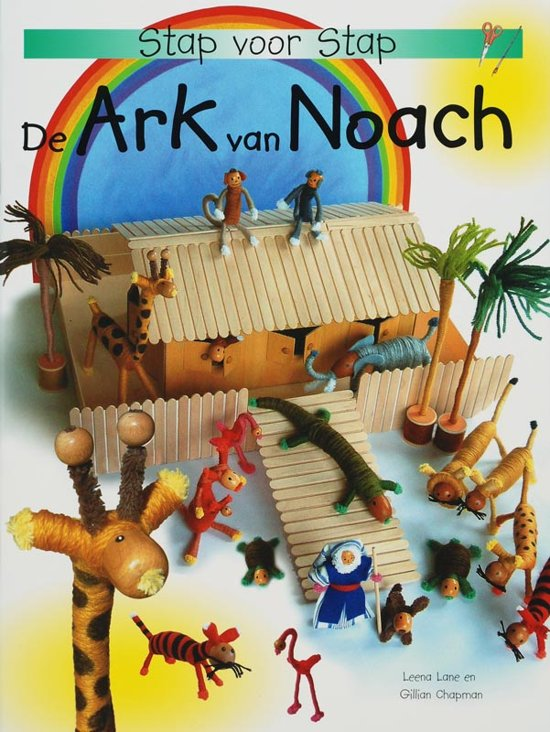 Stap voor Stap
De Ark van Noach
Leena Lane en
Gillian Chapman